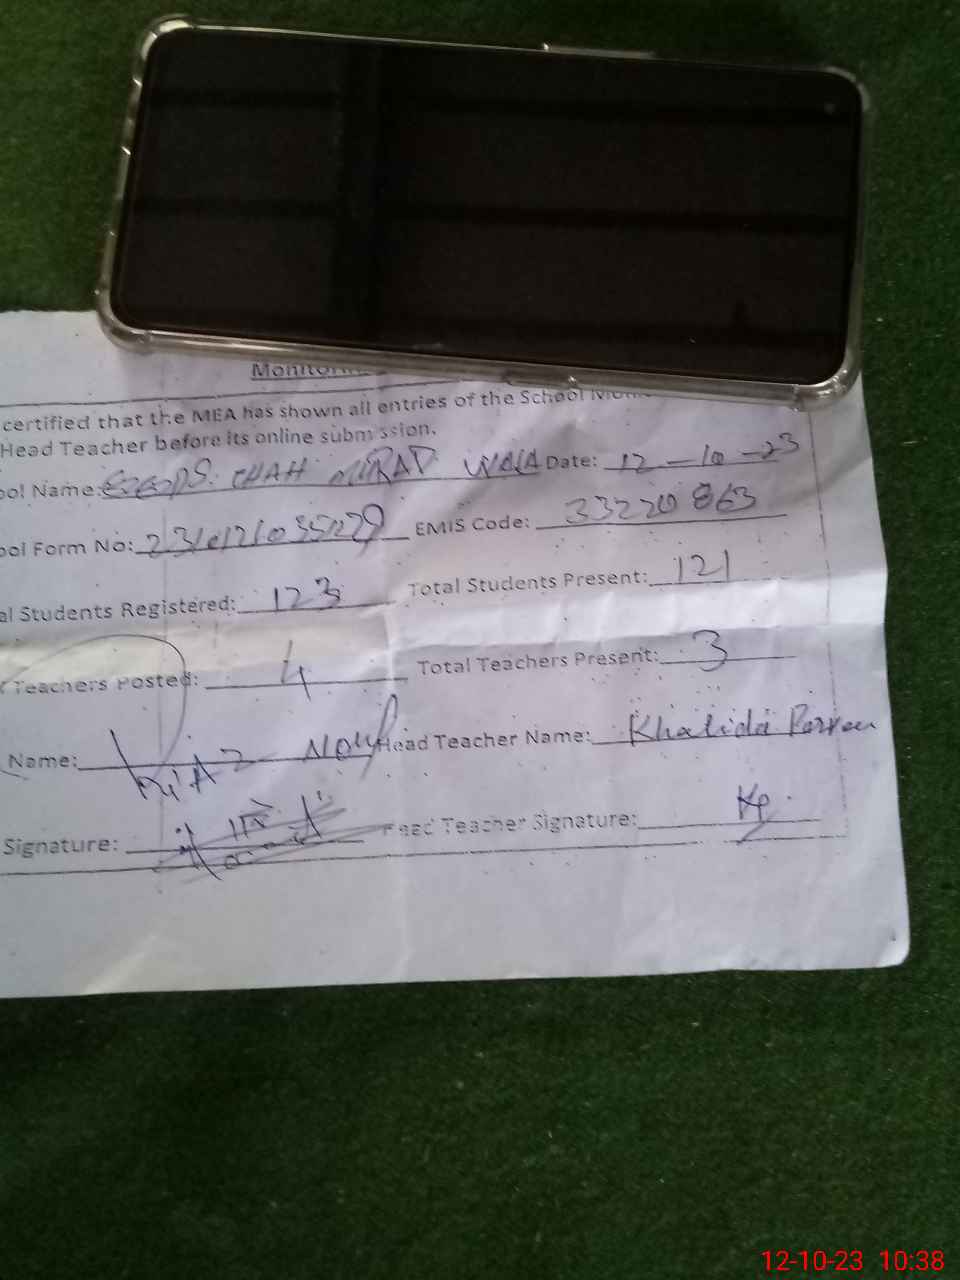 certified that the MEA has shown all entries of the School
Head Teacher before its online submission.
ool Name: CHAH MURAD WALA Date: 12-10-23
ool Form No: EMIS Code: 33220863
al Students Registered: 123 Total Students Present: 121
Teachers Posted: 4 Total Teachers Present: 3
Name: Head Teacher Name: Khalida Parveen
Signature: Head Teacher Signature: Kp.
12-10-23 10:38